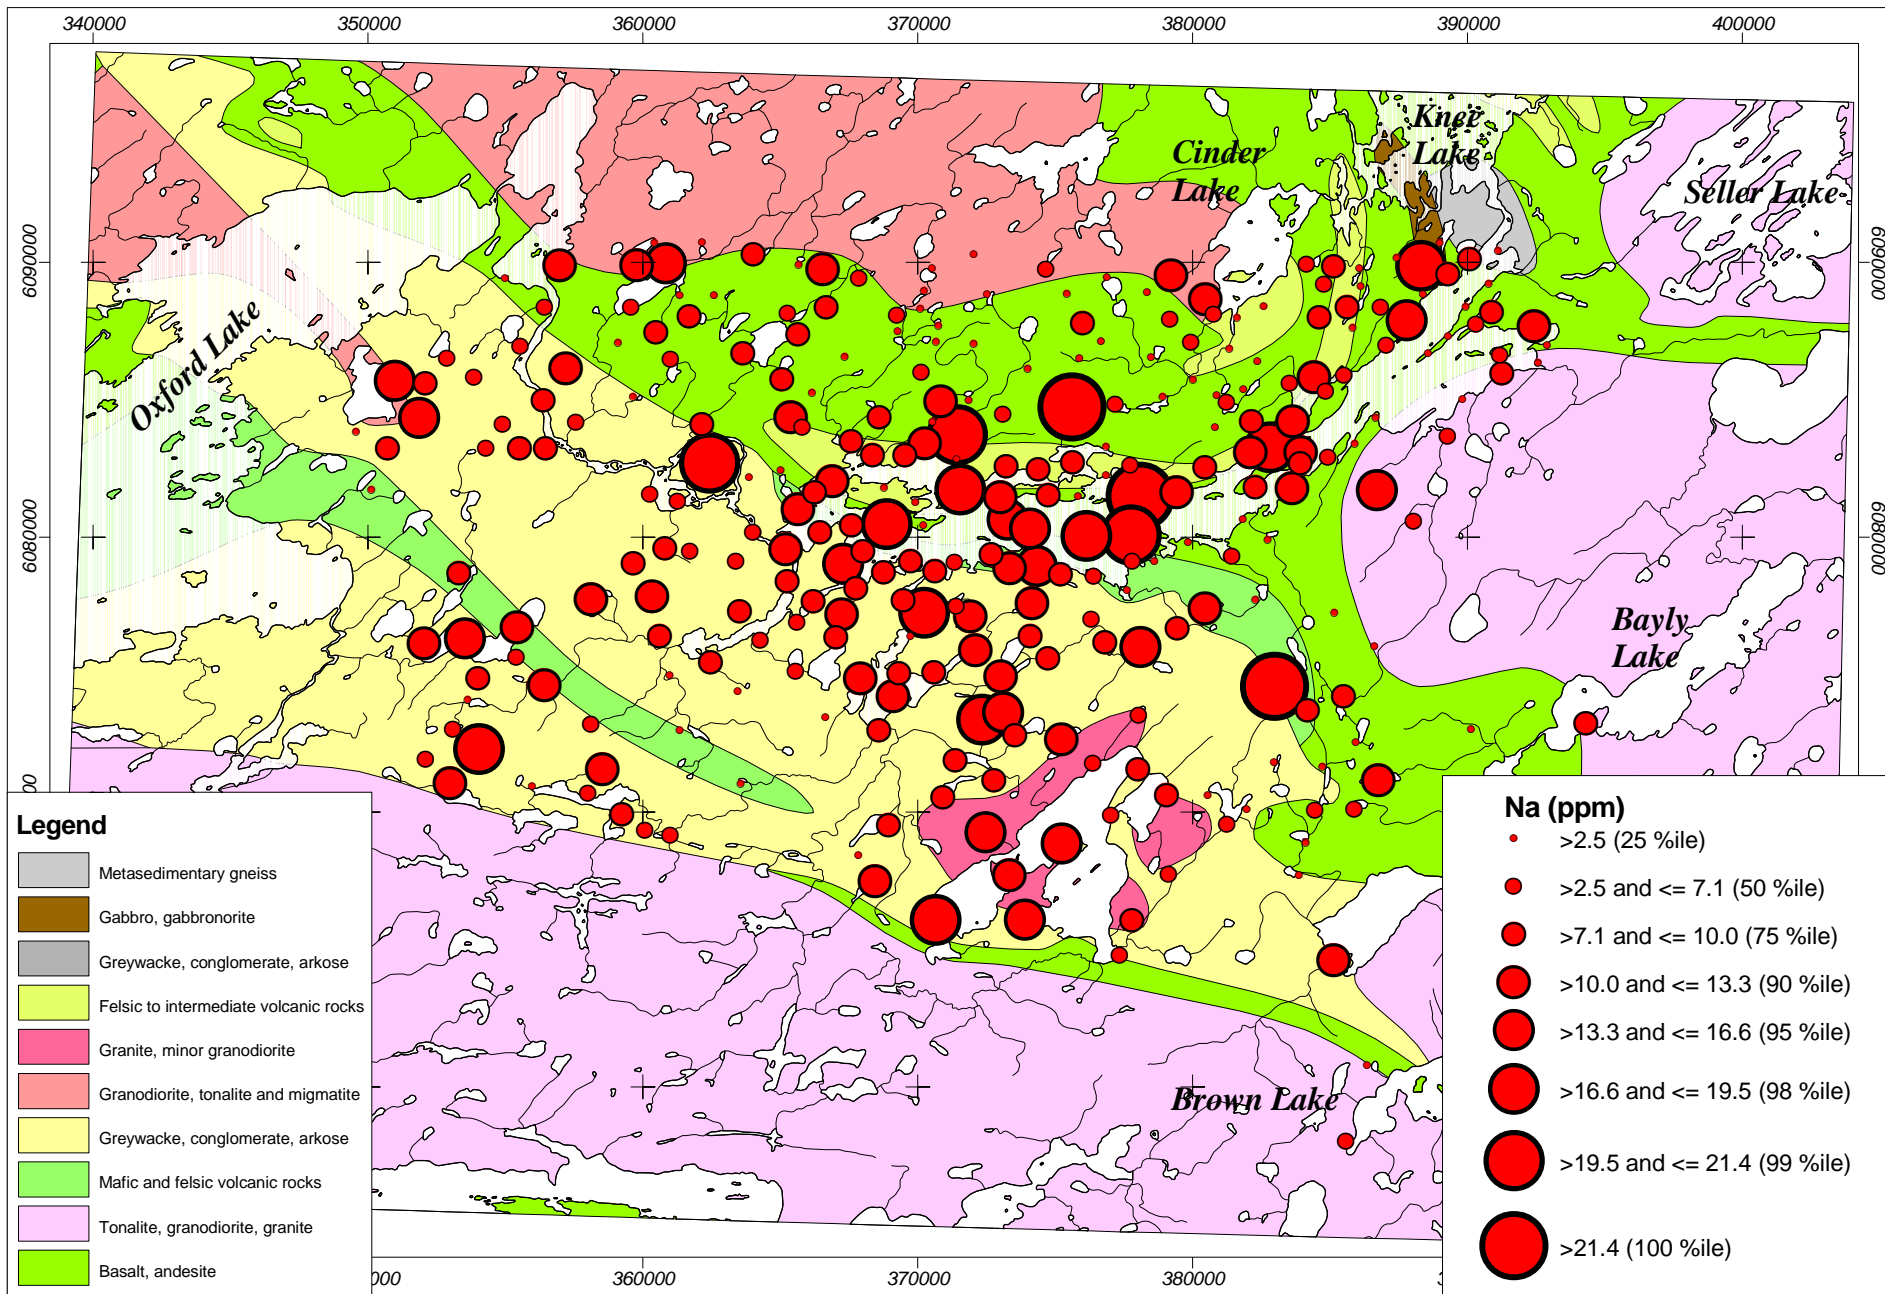 340000 350000 360000 370000 380000 390000 400000
Knee
Lake
Cinder
Lake
Seller Lake
6090000
6090000
Oxford Lake
6080000
6080000
Bayly
Lake
Brown Lake
00
Legend
Metasedimentary gneiss
Gabbro, gabbronorite
Greywacke, conglomerate, arkose
Felsic to intermediate volcanic rocks
Granite, minor granodiorite
Granodiorite, tonalite and migmatite
Greywacke, conglomerate, arkose
Mafic and felsic volcanic rocks
Tonalite, granodiorite, granite
Basalt, andesite
Na (ppm)
>2.5 (25 %ile)
>2.5 and <= 7.1 (50 %ile)
>7.1 and <= 10.0 (75 %ile)
>10.0 and <= 13.3 (90 %ile)
>13.3 and <= 16.6 (95 %ile)
>16.6 and <= 19.5 (98 %ile)
>19.5 and <= 21.4 (99 %ile)
>21.4 (100 %ile)
000 360000 370000 380000